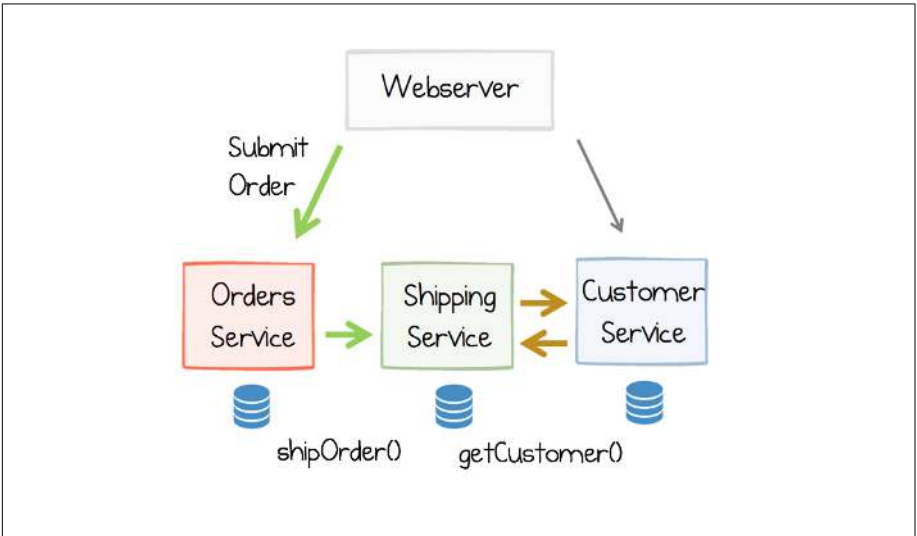 Webserver
Submit
Order
Orders
Service
Shipping
Service
Customer
Service
shipOrder()
getCustomer()